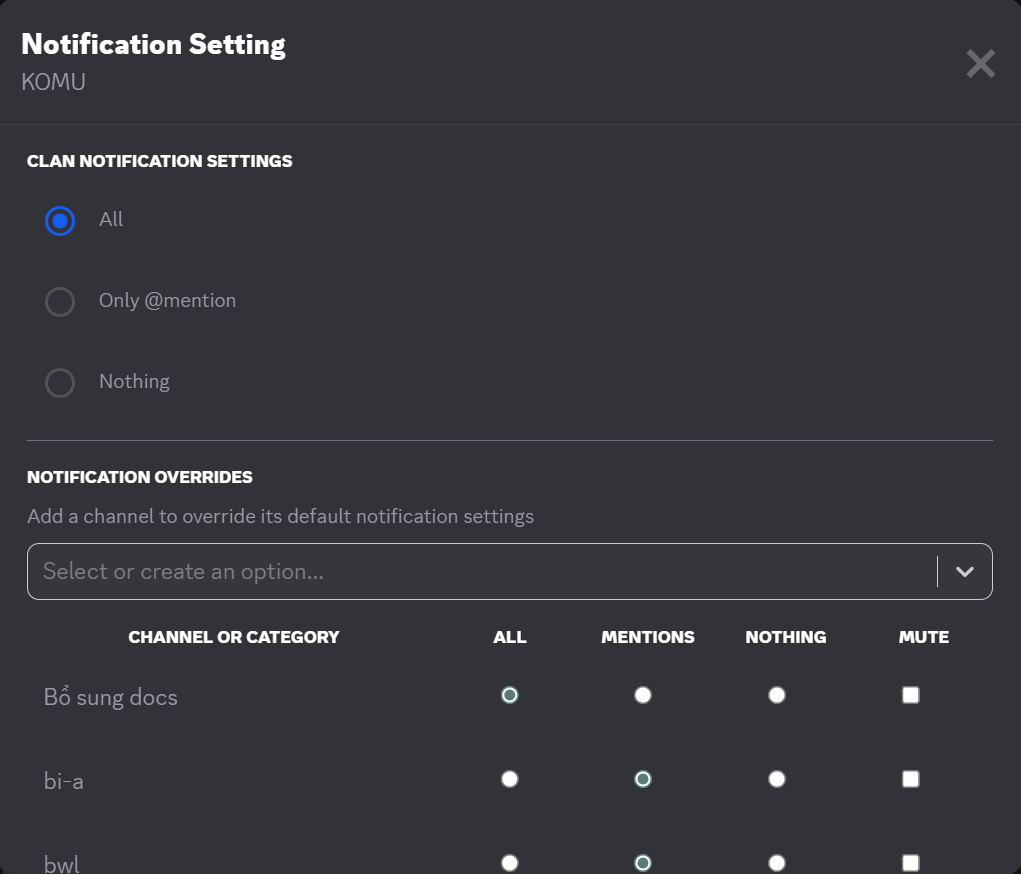 Notification Setting
KOMU
CLAN NOTIFICATION SETTINGS
All
Only @mention
Nothing
NOTIFICATION OVERRIDES
Add a channel to override its default notification settings
Select or create an option...
CHANNEL OR CATEGORY ALL MENTIONS NOTHING MUTE
Bổ sung docs
bi-a
bwl